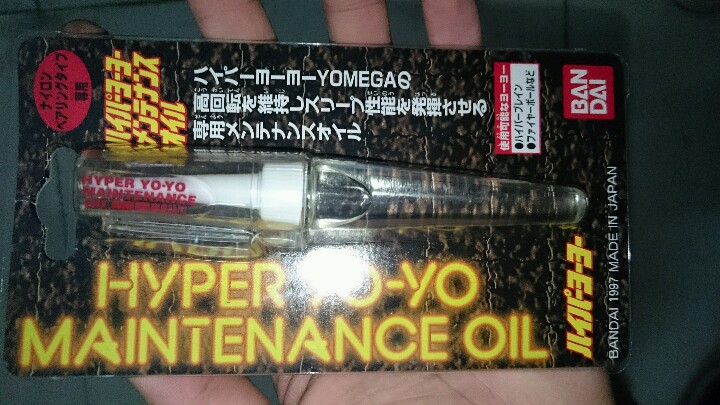 ナイロン
ベアリングタイプ
専用
ハイパーヨーヨー
メンテナンス
オイル
ハイパーヨーヨーYOMEGAの
高回転を維持しスリープ性能を発揮させる
専用メンテナンスオイル
使用可能なヨーヨー
●ハイパーブレイン
●ファイヤーボールなど
BAN
DAI
HYPER YO-YO
MAINTENANCE
HYPER YO-YO
MAINTENANCE OIL
ハイパーヨーヨー
BANDAI 1997 MADE IN JAPAN